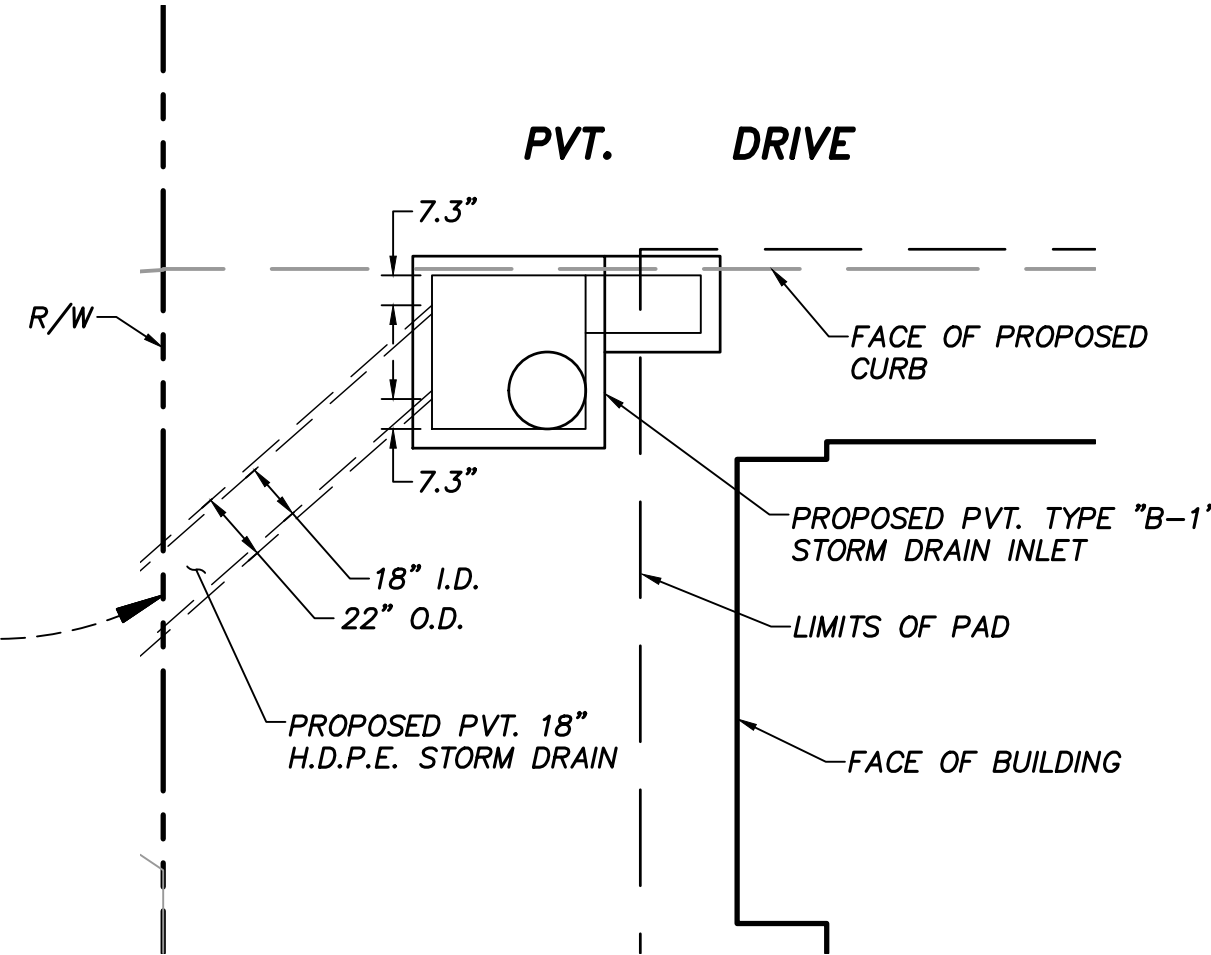 PVT. DRIVE
7.3”
R/W
FACE OF PROPOSED
CURB
7.3”
PROPOSED PVT. TYPE ”B-1’
STORM DRAIN INLET
18” I.D.
22” O.D.
LIMITS OF PAD
PROPOSED PVT. 18”
H.D.P.E. STORM DRAIN
FACE OF BUILDING